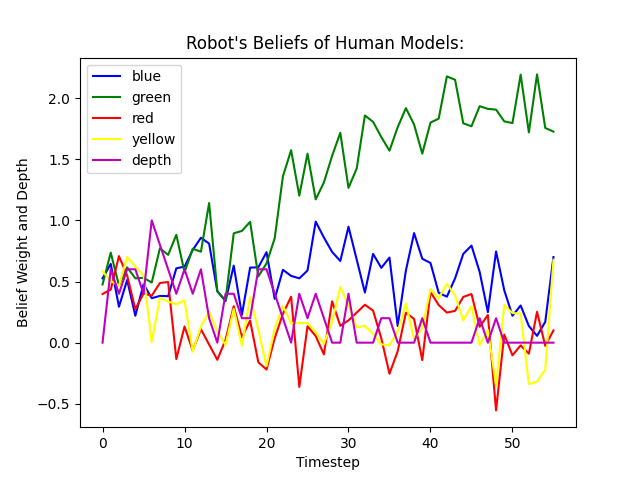 Robot's Beliefs of Human Models:
blue
green
red
yellow
depth
2.0
1.5
1.0
0.5
0.0
−0.5
Belief Weight and Depth
0 10 20 30 40 50
Timestep